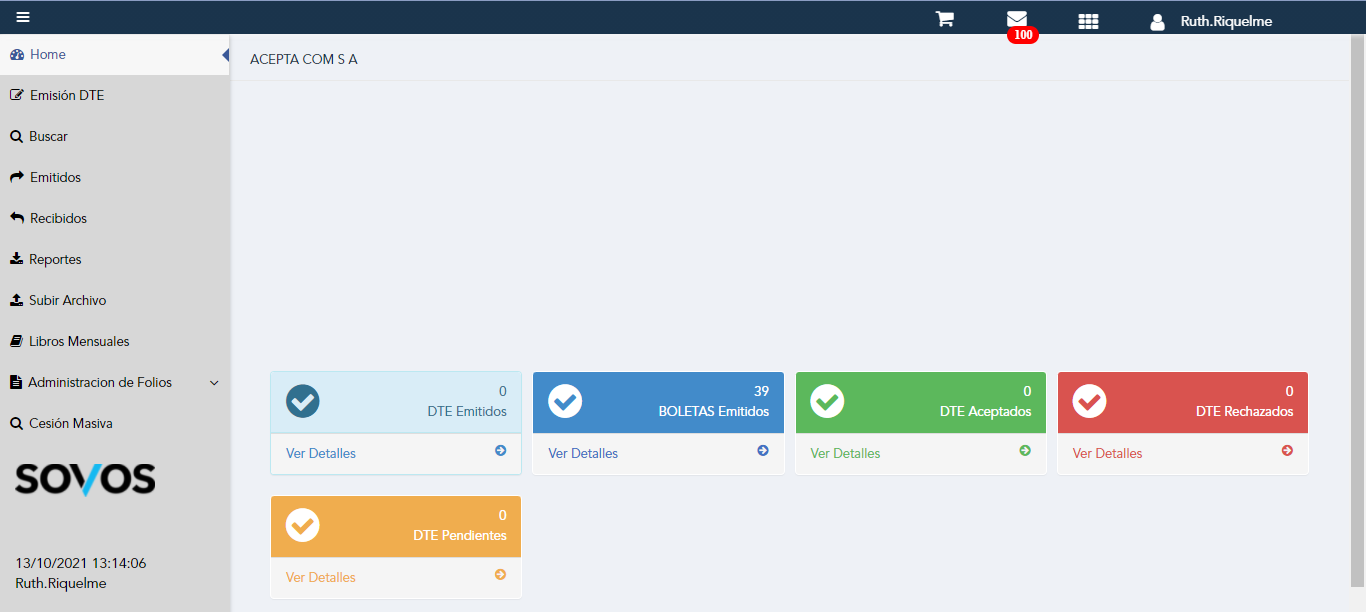 100
Ruth.Riquelme
Home
Emisión DTE
Buscar
Emitidos
Recibidos
Reportes
Subir Archivo
Libros Mensuales
Administracion de Folios
Cesión Masiva
SOVOS
13/10/2021 13:14:06
Ruth.Riquelme
ACEPTA COM S A
0
DTE Emitidos
Ver Detalles
39
BOLETAS Emitidos
Ver Detalles
0
DTE Aceptados
Ver Detalles
0
DTE Rechazados
Ver Detalles
0
DTE Pendientes
Ver Detalles